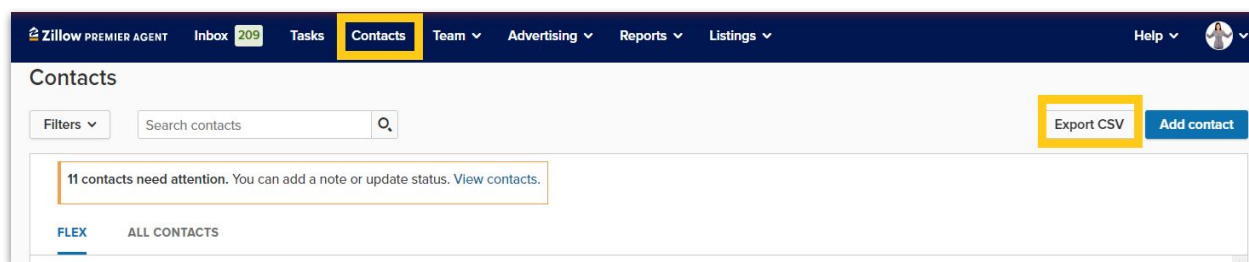 Zillow PREMIER AGENT Inbox 209 Tasks Contacts Team Advertising Reports Listings Help
Contacts
Filters Search contacts Export CSV Add contact
11 contacts need attention. You can add a note or update status. View contacts.
FLEX ALL CONTACTS